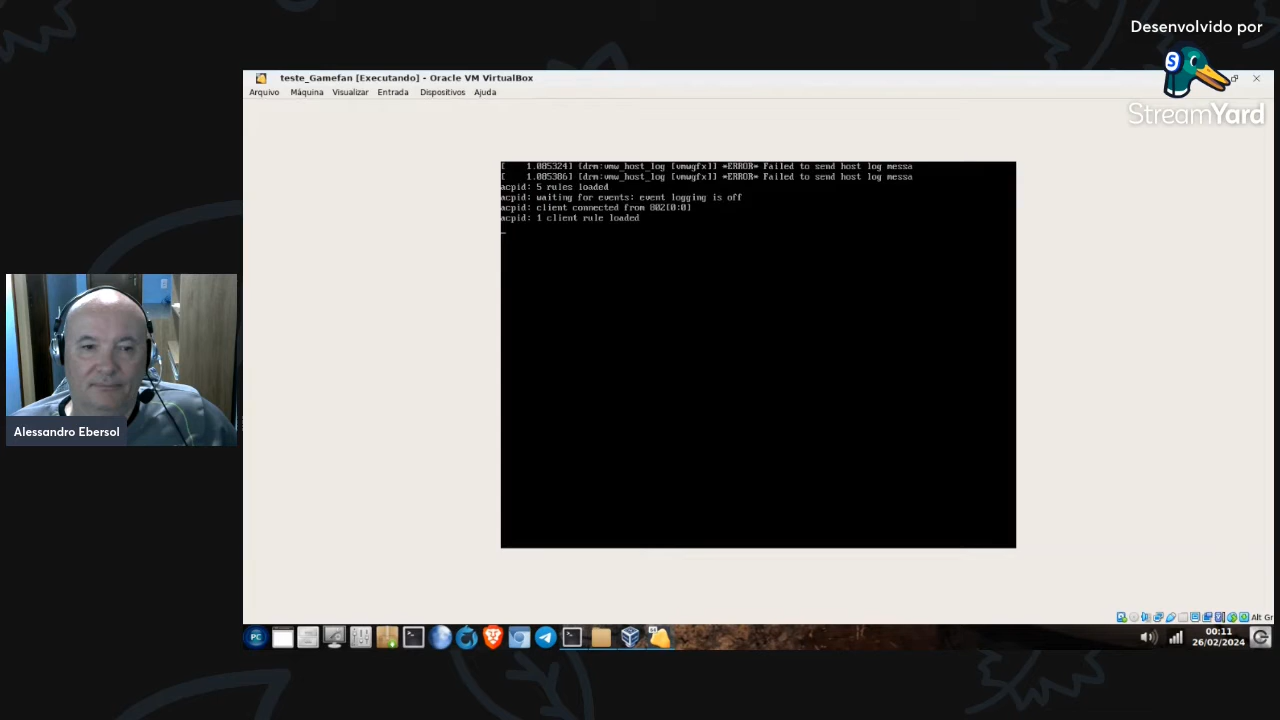 Desenvolvido por
StreamYard
teste_Gamefan [Executando] - Oracle VM VirtualBox
Arquivo Máquina Visualizar Entrada Dispositivos Ajuda
[    1.085324] [drm:vmw_host_log [vmwgfx]] *ERROR* Failed to send host log messa
[    1.085386] [drm:vmw_host_log [vmwgfx]] *ERROR* Failed to send host log messa
acpid: 5 rules loaded
acpid: waiting for events: event logging is off
acpid: client connected from 802[0:0]
acpid: 1 client rule loaded
_
Alessandro Ebersol
Alt Gr
PC
00:11
26/02/2024